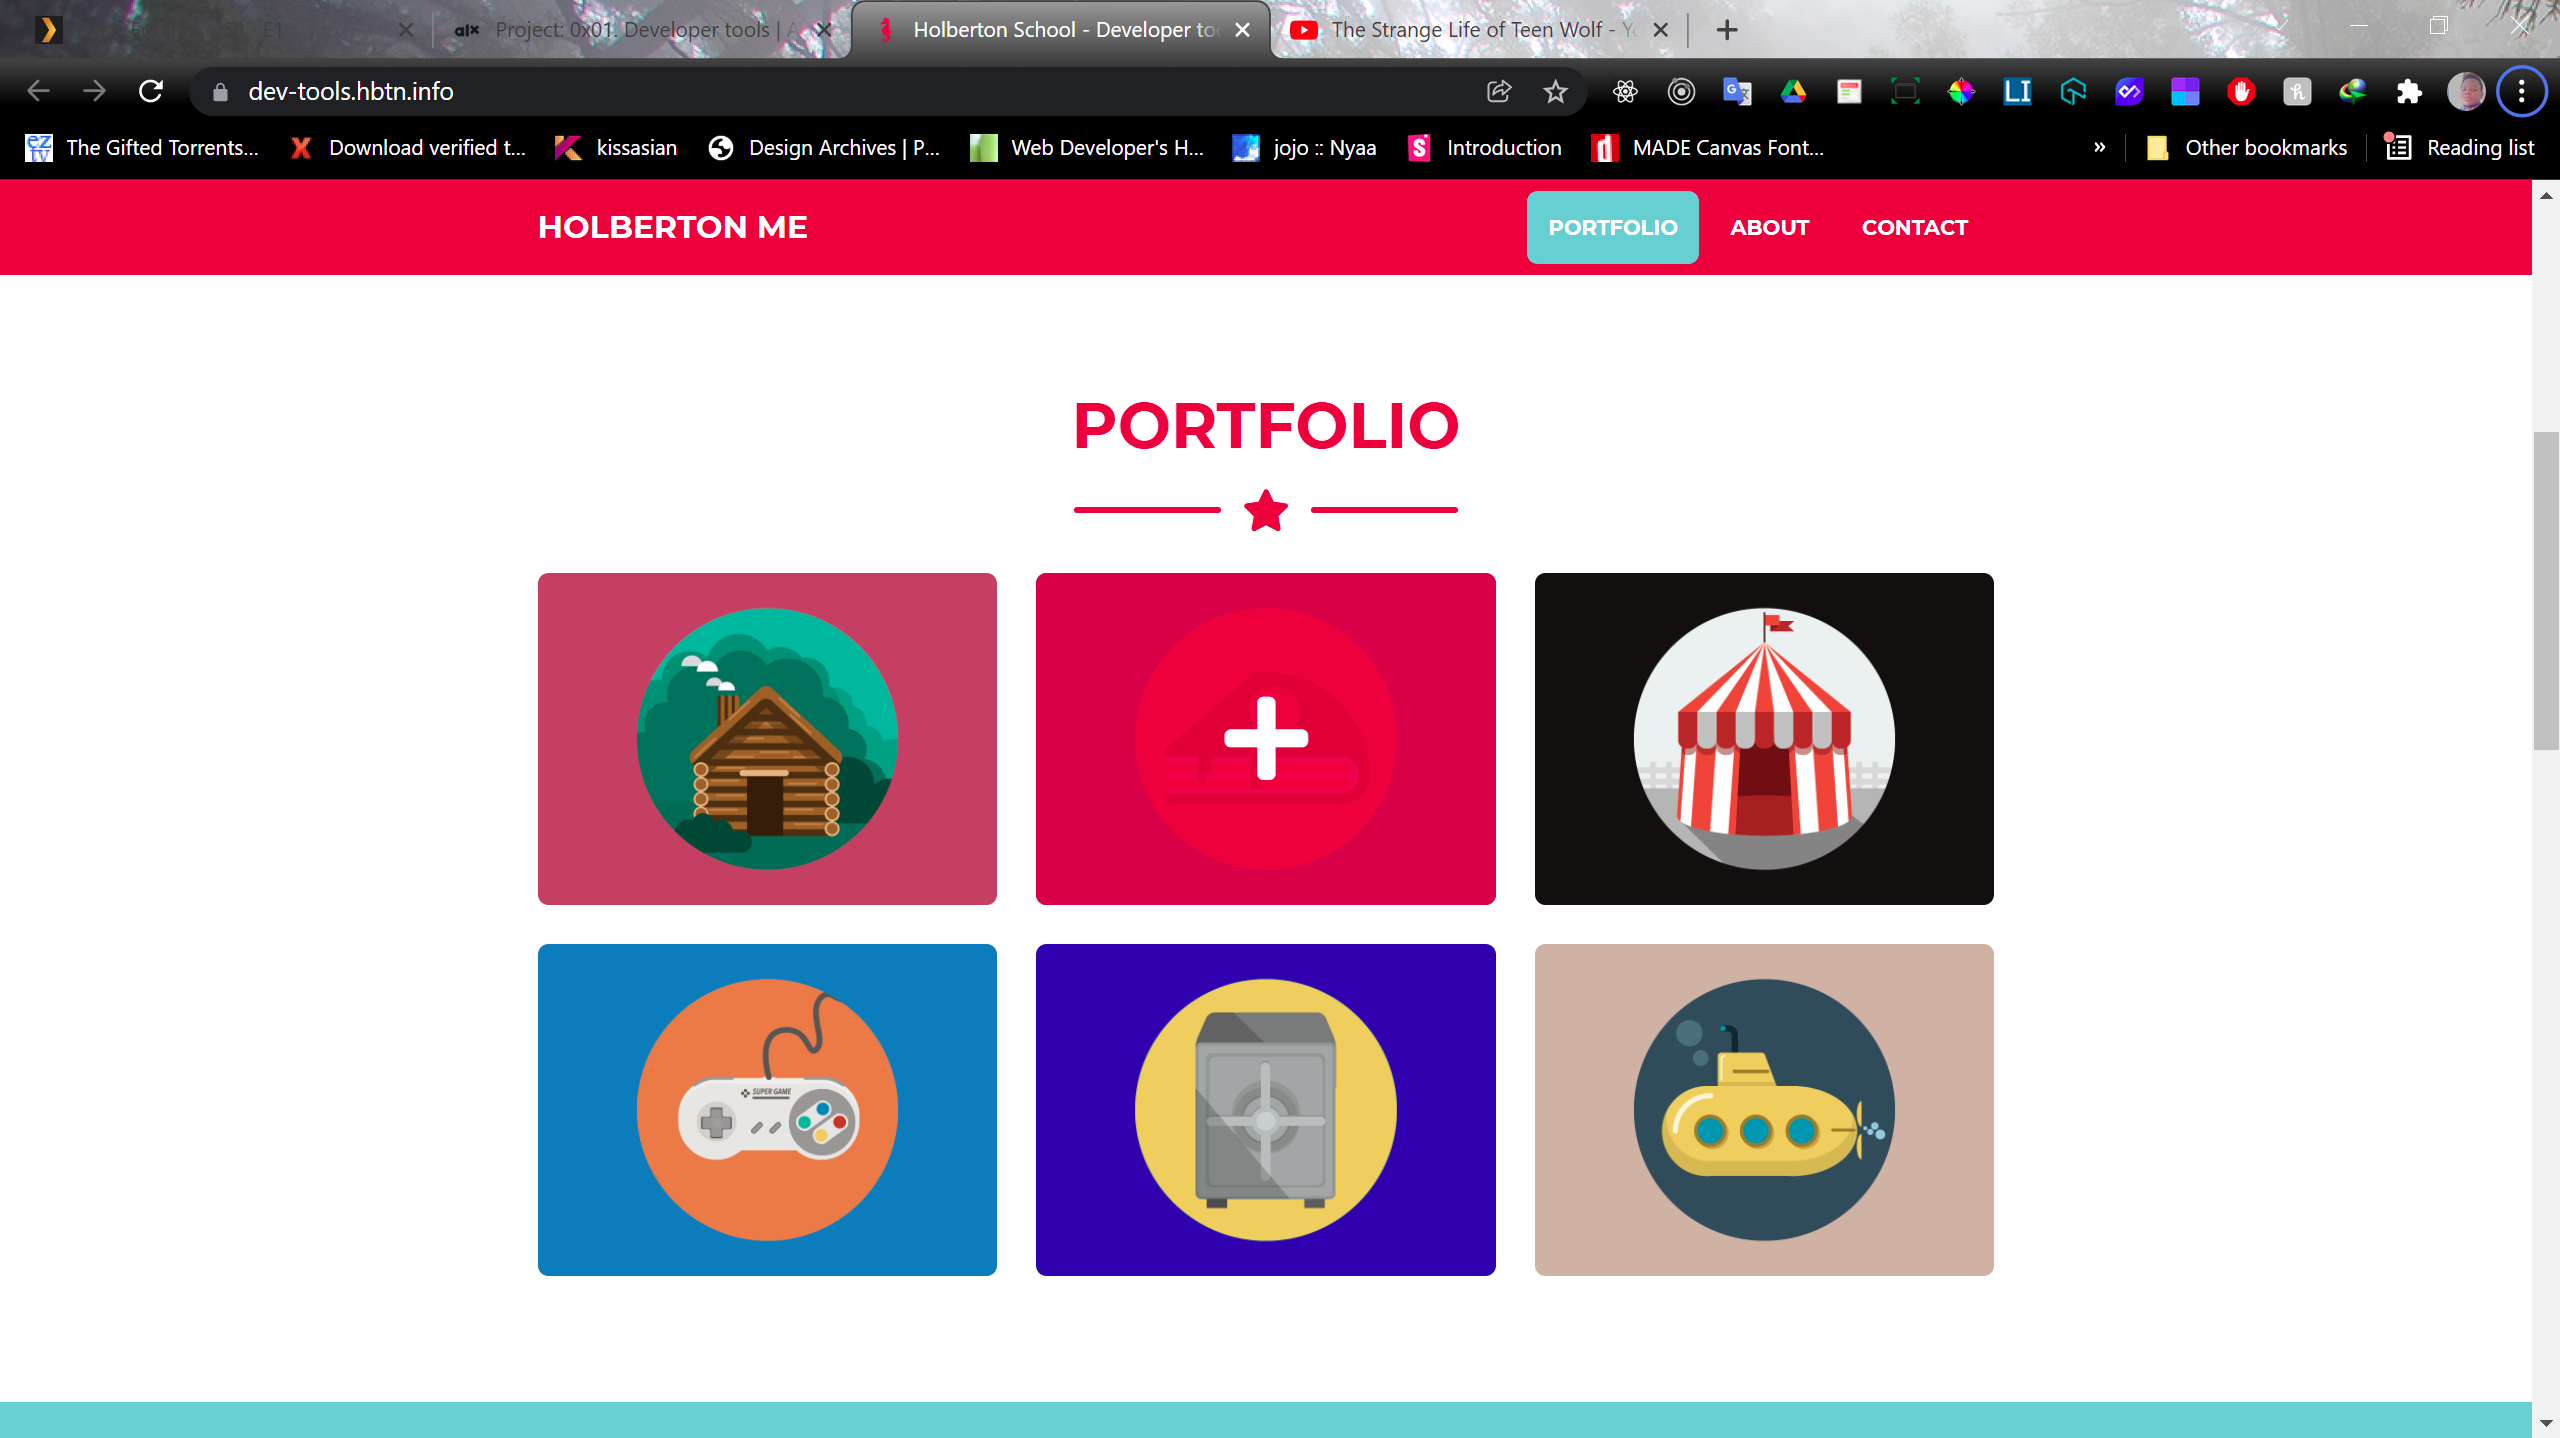 alx Project: 0x01. Developer tools | A
Holberton School - Developer to
The Strange Life of Teen Wolf - Y
dev-tools.hbtn.info
The Gifted Torrents...
Download verified t...
kissasian
Design Archives | P...
Web Developer's H...
jojo :: Nyaa
Introduction
MADE Canvas Font...
»
Other bookmarks
Reading list
HOLBERTON ME
PORTFOLIO
ABOUT
CONTACT
PORTFOLIO
SUPER GAME